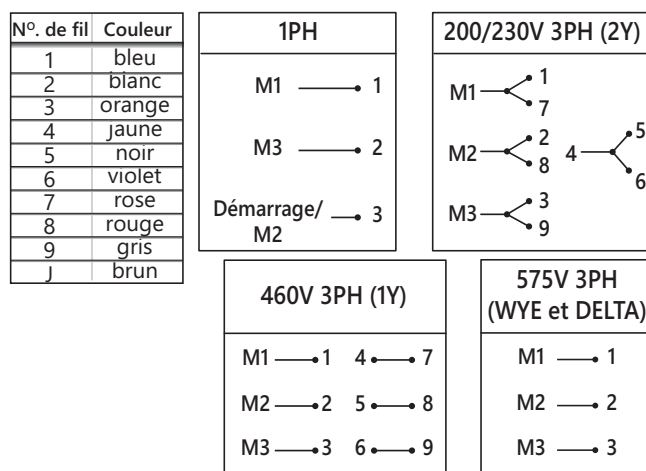 Nº. de fil Couleur
1 bleu
2 blanc
3 orange
4 jaune
5 noir
6 violet
7 rose
8 rouge
9 gris
J brun
1PH
M1 1
M3 2
Démarrage/
M2 3
200/230V 3PH (2Y)
M1 1
7
M2 2
8
M3 3
9
4 5
6
460V 3PH (1Y)
M1 1 4 7
M2 2 5 8
M3 3 6 9
575V 3PH
(WYE et DELTA)
M1 1
M2 2
M3 3